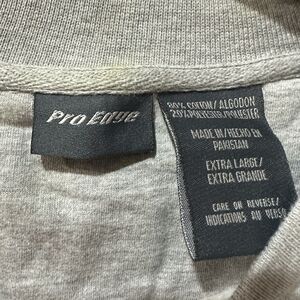 Pro Edge
80% COTTON/ALGODON
20% POLYESTER/POLIESTER
MADE IN/HECHO EN
PAKISTAN
EXTRA LARGE/
EXTRA GRANDE
CARE ON REVERSE/
INDICATIONS AU VERSO